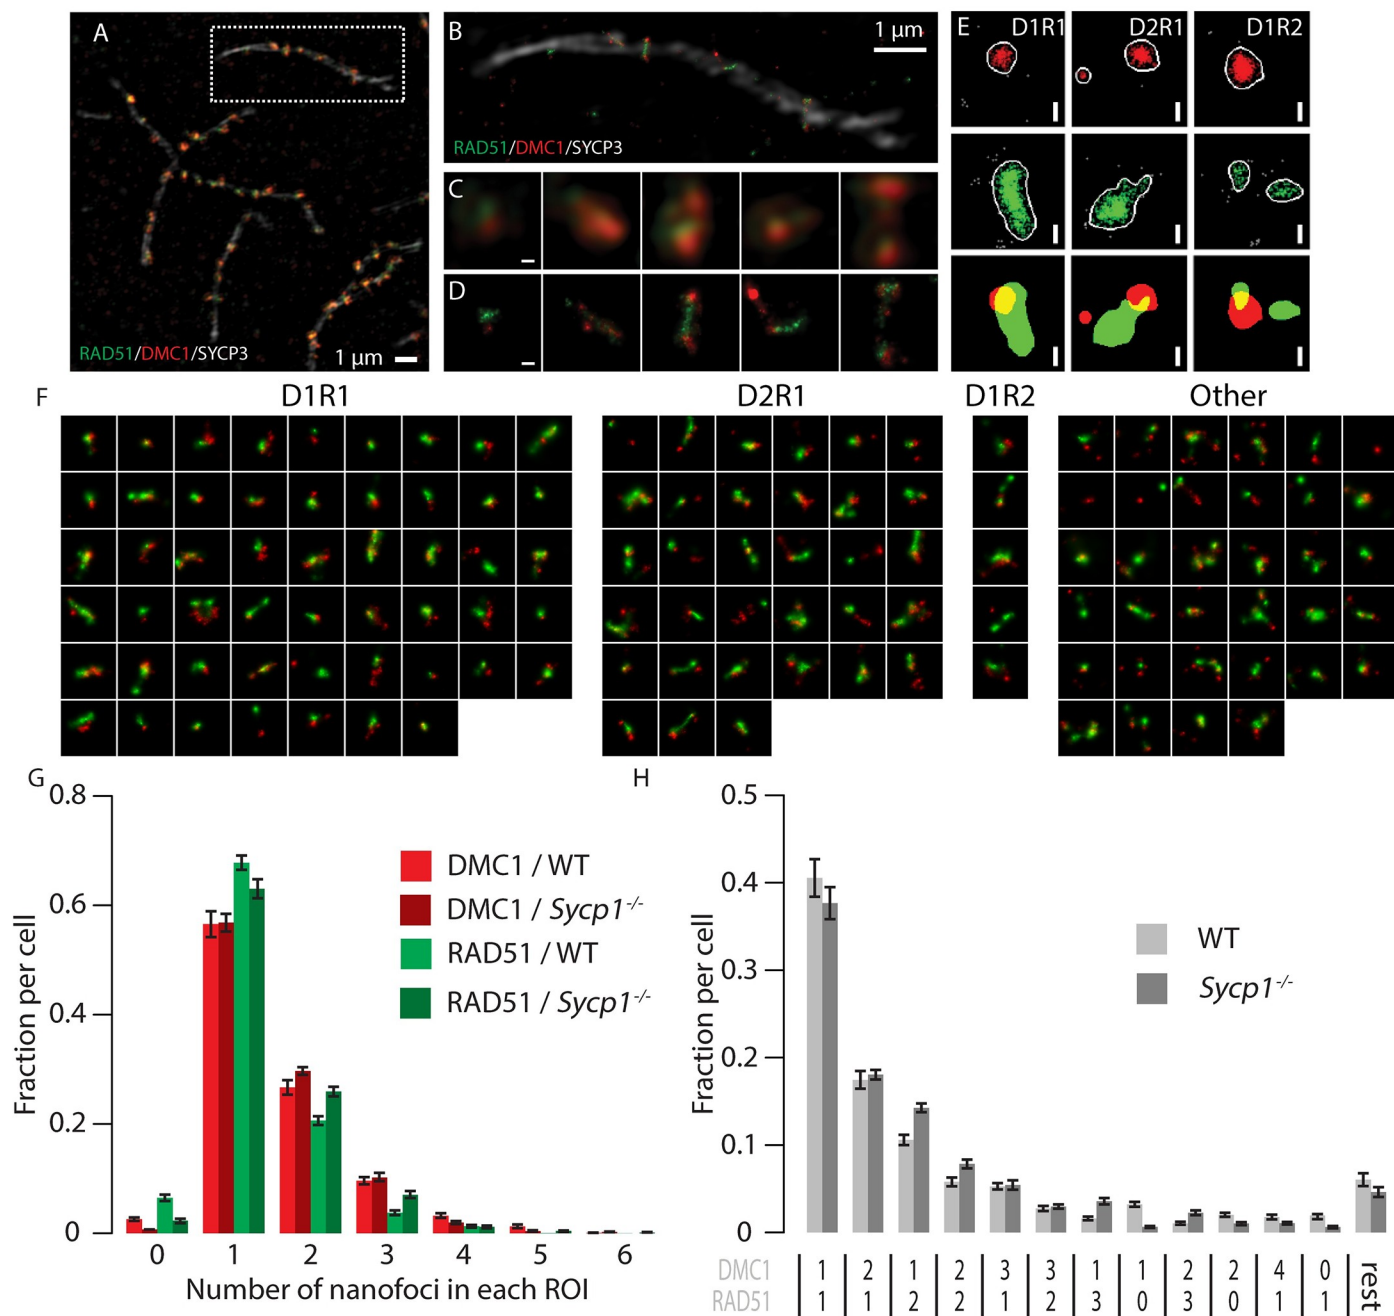 A
RAD51/DMC1/SYCP3
1 μm
B
1 μm
RAD51/DMC1/SYCP3
C
D
E
D1R1
D2R1
D1R2
F
D1R1
D2R1
D1R2
Other
G
0.8
0.6
0.4
0.2
0
Fraction per cell
DMC1 / WT
DMC1 / Sycp1-/-
RAD51 / WT
RAD51 / Sycp1-/-
0 1 2 3 4 5 6
Number of nanofoci in each ROI
H
0.5
0.4
0.3
0.2
0.1
0
Fraction per cell
WT
Sycp1-/-
DMC1 1 2 1 2 3 3 1 1 2 2 4 0
RAD51 1 1 2 2 1 2 3 0 3 0 1 1
rest